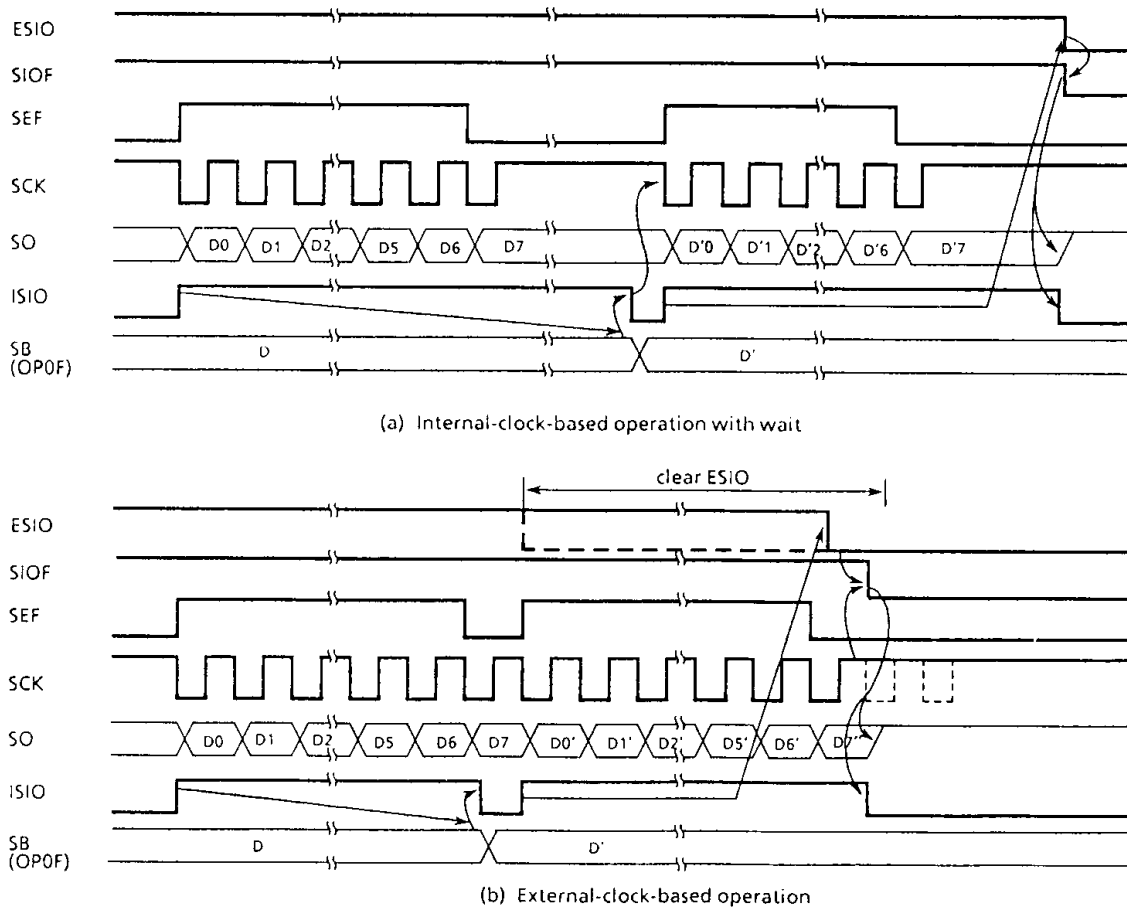 ESIO
SIOF
SEF
SCK
SO D0 D1 D2 D5 D6 D7 D'0 D'1 D'2 D'6 D'7
ISIO
SB D D'
(OP0F)
(a) Internal-clock-based operation with wait
clear ESIO
ESIO
SIOF
SEF
SCK
SO D0 D1 D2 D5 D6 D7 D0' D1' D2' D5' D6' D7'
ISIO
SB D D'
(OP0F)
(b) External-clock-based operation